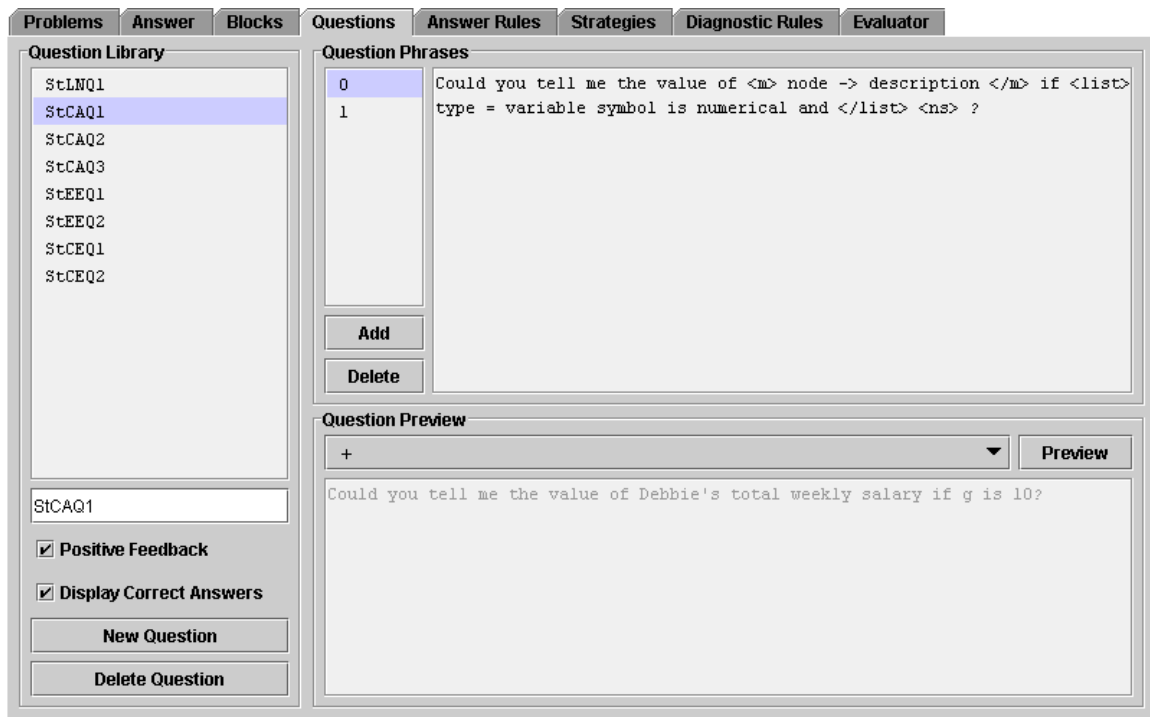 Problems Answer Blocks Questions Answer Rules Strategies Diagnostic Rules Evaluator
Question Library
StLNQ1
StCAQ1
StCAQ2
StCAQ3
StEEQ1
StEEQ2
StCEQ1
StCEQ2
StCAQ1
Positive Feedback
Display Correct Answers
New Question
Delete Question
Question Phrases
0
1
Add
Delete
Could you tell me the value of <m> node -> description </m> if <list>
type = variable symbol is numerical and </list> <ns> ?
Question Preview
+
Preview
Could you tell me the value of Debbie's total weekly salary if g is 10?